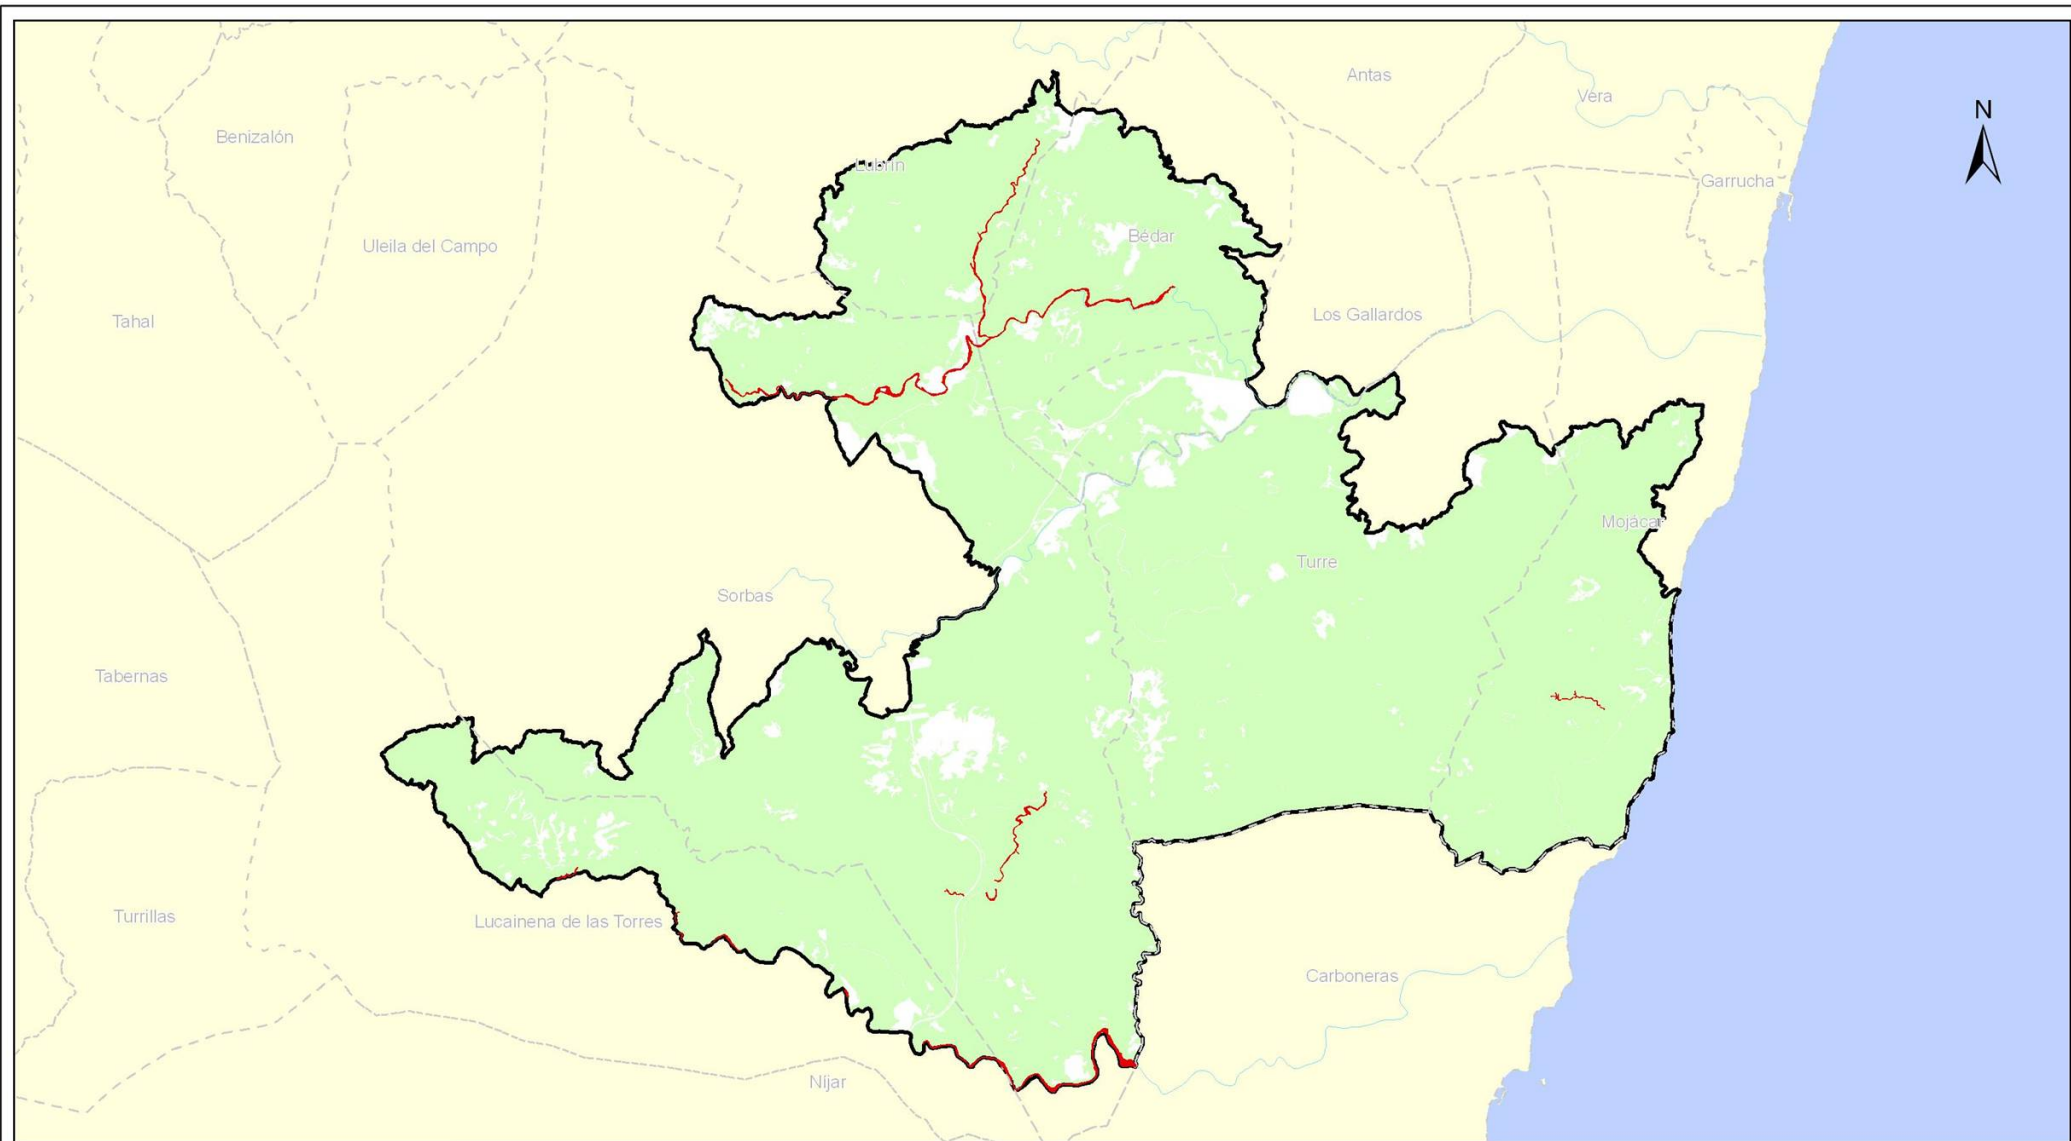 Antas
Vera
N
Benizalón
Lubrín
Garrucha
Bédar
Uleila del Campo
Los Gallardos
Tahal
Mojácar
Turre
Sorbas
Tabernas
Turrillas
Lucainena de las Torres
Carboneras
Níjar